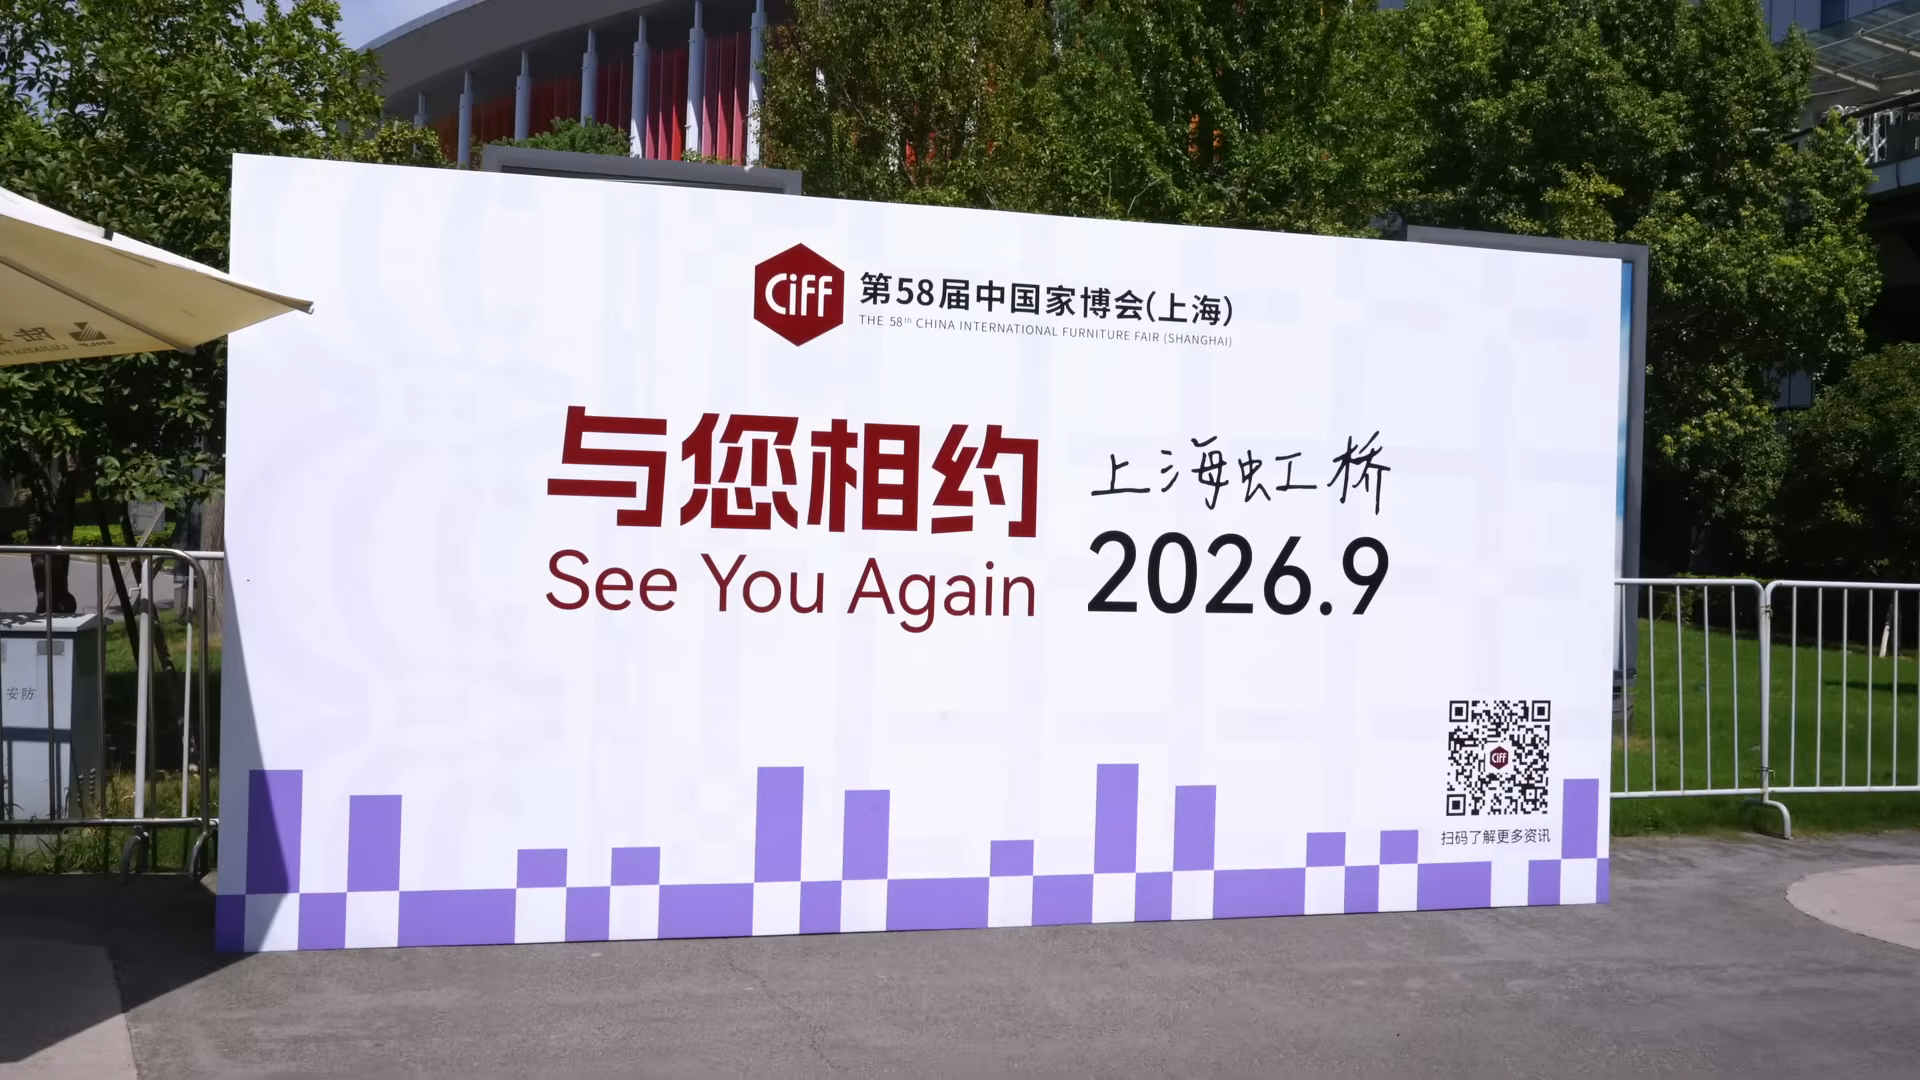 CiFF
第58届中国家博会(上海)
THE 58th CHINA INTERNATIONAL FURNITURE FAIR (SHANGHAI)
与您相约
See You Again
上海虹桥
2026.9
CiFF
扫码了解更多资讯
安防